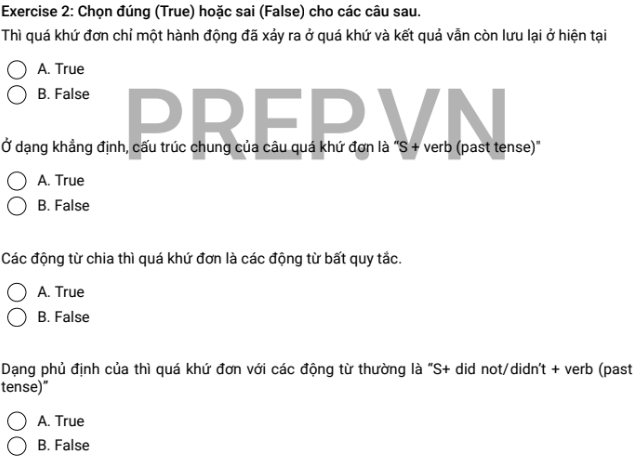 Exercise 2: Chọn đúng (True) hoặc sai (False) cho các câu sau.
Thì quá khứ đơn chỉ một hành động đã xảy ra ở quá khứ và kết quả vẫn còn lưu lại ở hiện tại
A. True
B. False
PREP.VN
Ở dạng khẳng định, cấu trúc chung của câu quá khứ đơn là "S + verb (past tense)"
A. True
B. False
Các động từ chia thì quá khứ đơn là các động từ bất quy tắc.
A. True
B. False
Dạng phủ định của thì quá khứ đơn với các động từ thường là "S+ did not/didn't + verb (past
tense)"
A. True
B. False